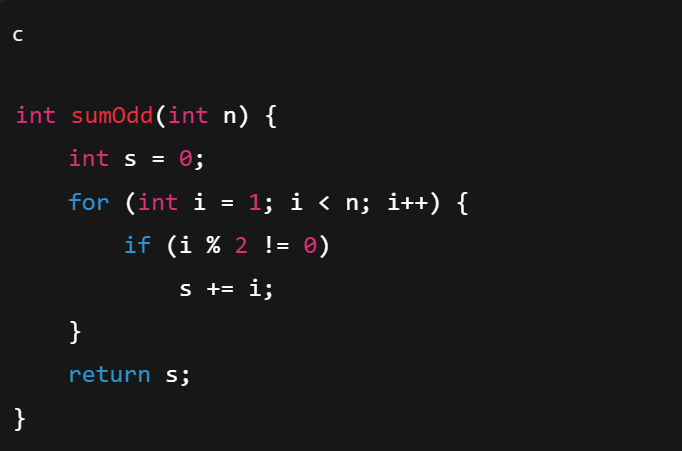 c
int sumOdd(int n) {
    int s = 0;
    for (int i = 1; i < n; i++) {
        if (i % 2 != 0)
            s += i;
    }
    return s;
}